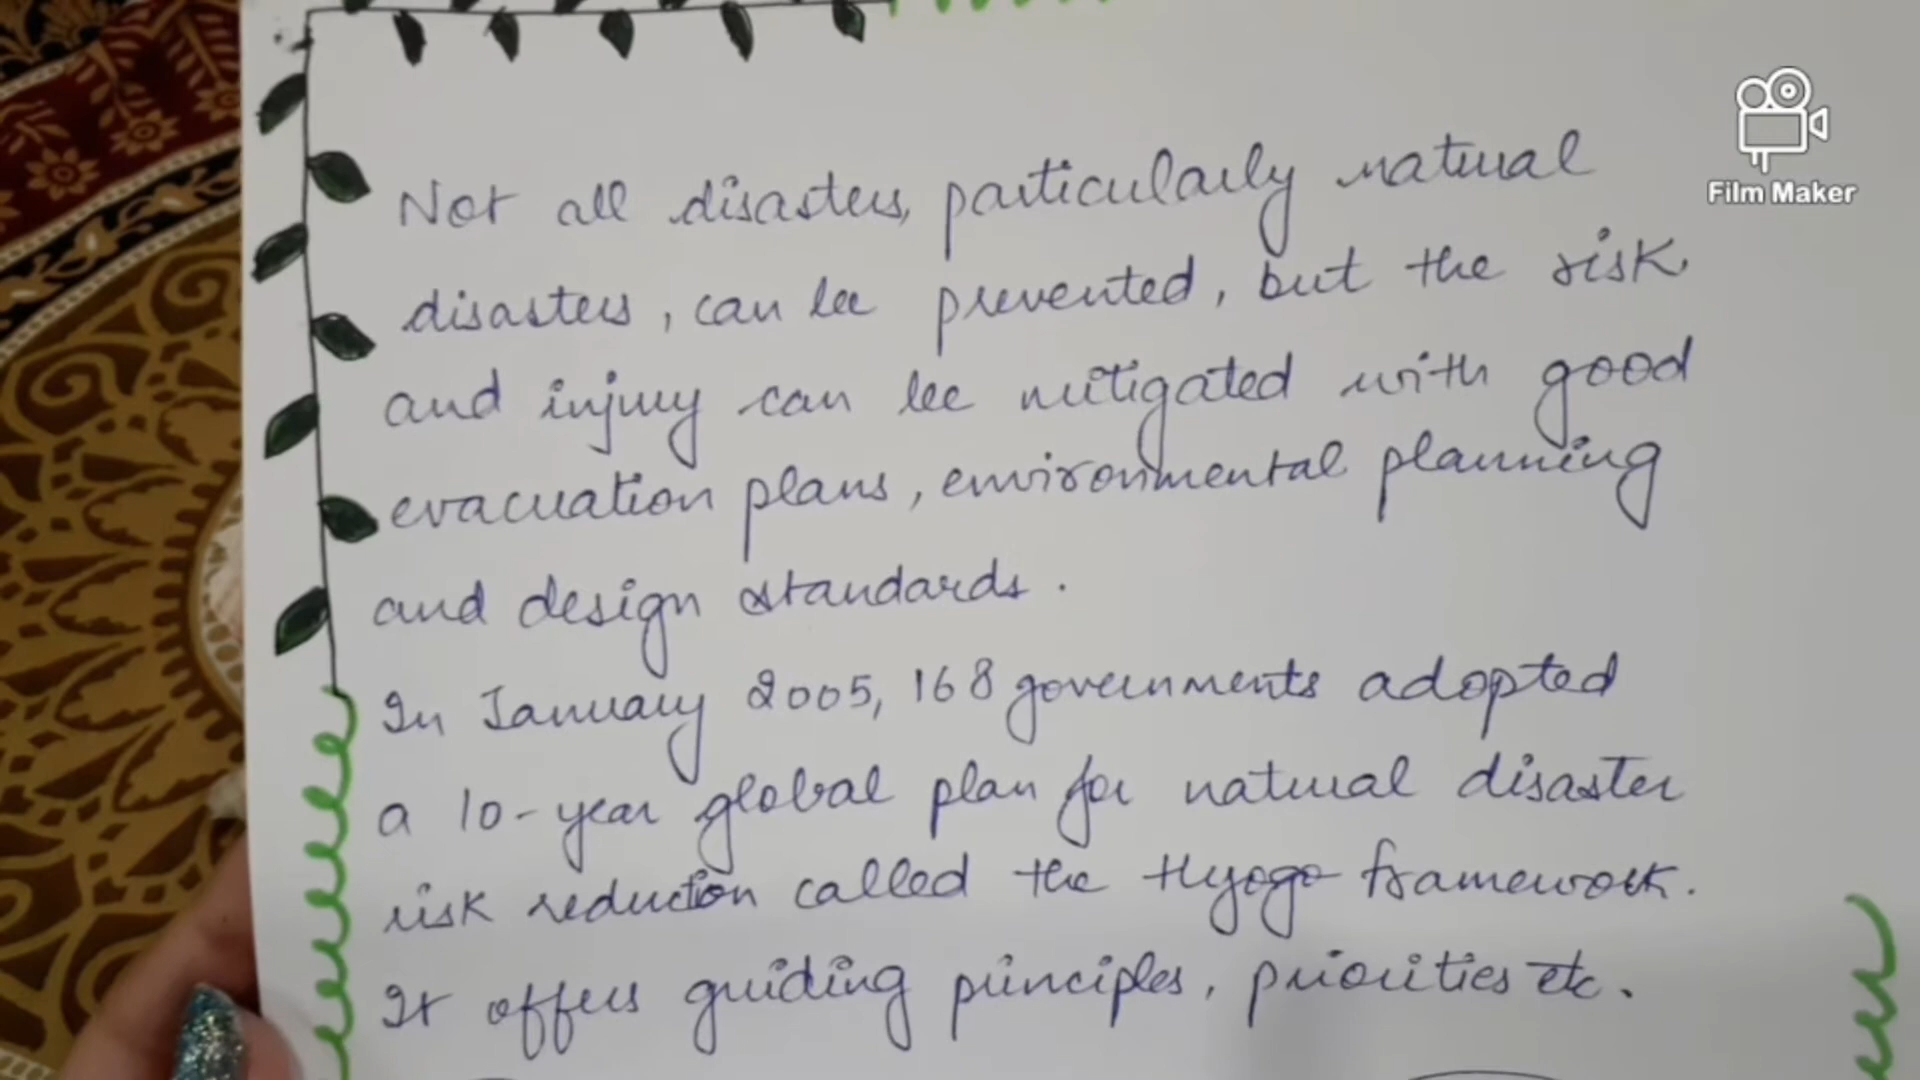 Not all disasters, particularly natural
disasters, can be prevented, but the risk
and injury can be mitigated with good
evacuation plans, environmental planning
and design standards.
In January 2005, 168 governments adopted
a 10-year global plan for natural disaster
risk reduction called the Hyogo framework.
It offers guiding principles, priorities etc.
Film Maker